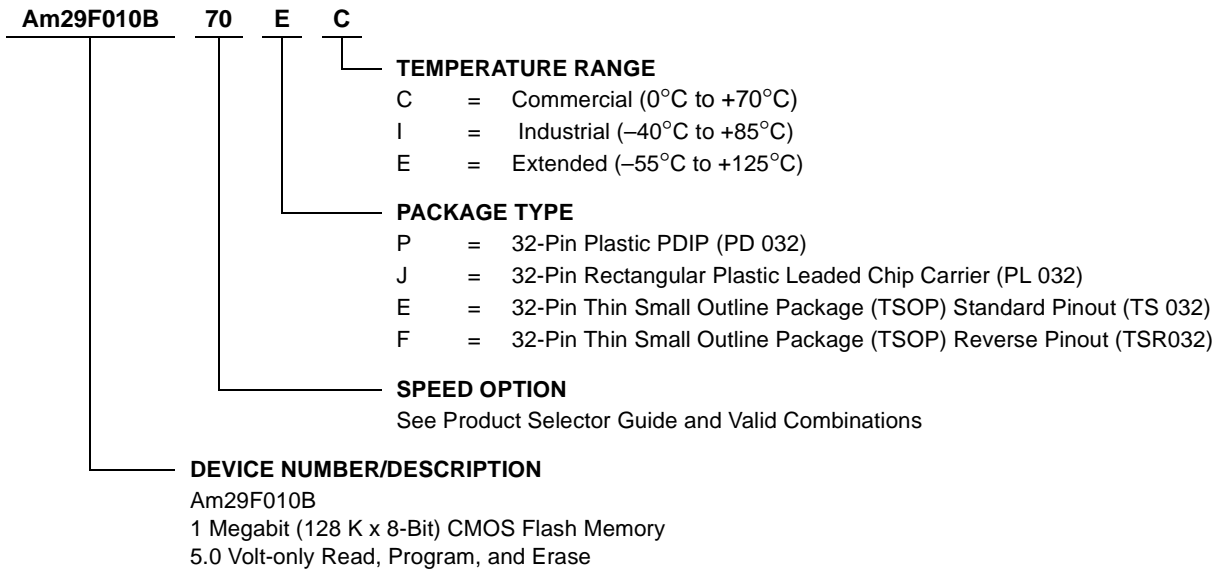 Am29F010B 70 E C
TEMPERATURE RANGE
C = Commercial (0°C to +70°C)
I = Industrial (–40°C to +85°C)
E = Extended (–55°C to +125°C)
PACKAGE TYPE
P = 32-Pin Plastic PDIP (PD 032)
J = 32-Pin Rectangular Plastic Leaded Chip Carrier (PL 032)
E = 32-Pin Thin Small Outline Package (TSOP) Standard Pinout (TS 032)
F = 32-Pin Thin Small Outline Package (TSOP) Reverse Pinout (TSR032)
SPEED OPTION
See Product Selector Guide and Valid Combinations
DEVICE NUMBER/DESCRIPTION
Am29F010B
1 Megabit (128 K x 8-Bit) CMOS Flash Memory
5.0 Volt-only Read, Program, and Erase